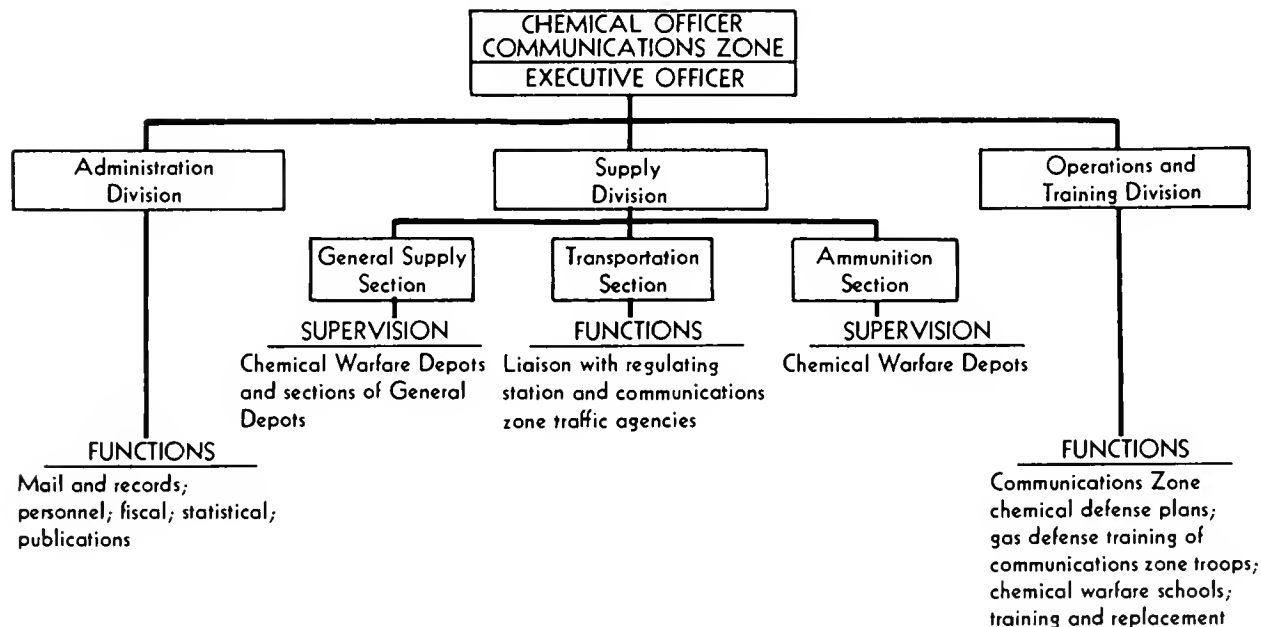 CHEMICAL OFFICER
COMMUNICATIONS ZONE
EXECUTIVE OFFICER
Administration
Division
Supply
Division
Operations and
Training Division
General Supply
Section
Transportation
Section
Ammunition
Section
SUPERVISION
Chemical Warfare Depots
and sections of General
Depots
FUNCTIONS
Liaison with regulating
station and communications
zone traffic agencies
SUPERVISION
Chemical Warfare Depots
FUNCTIONS
Mail and records;
personnel; fiscal; statistical;
publications
FUNCTIONS
Communications Zone
chemical defense plans;
gas defense training of
communications zone troops;
chemical warfare schools;
training and replacement